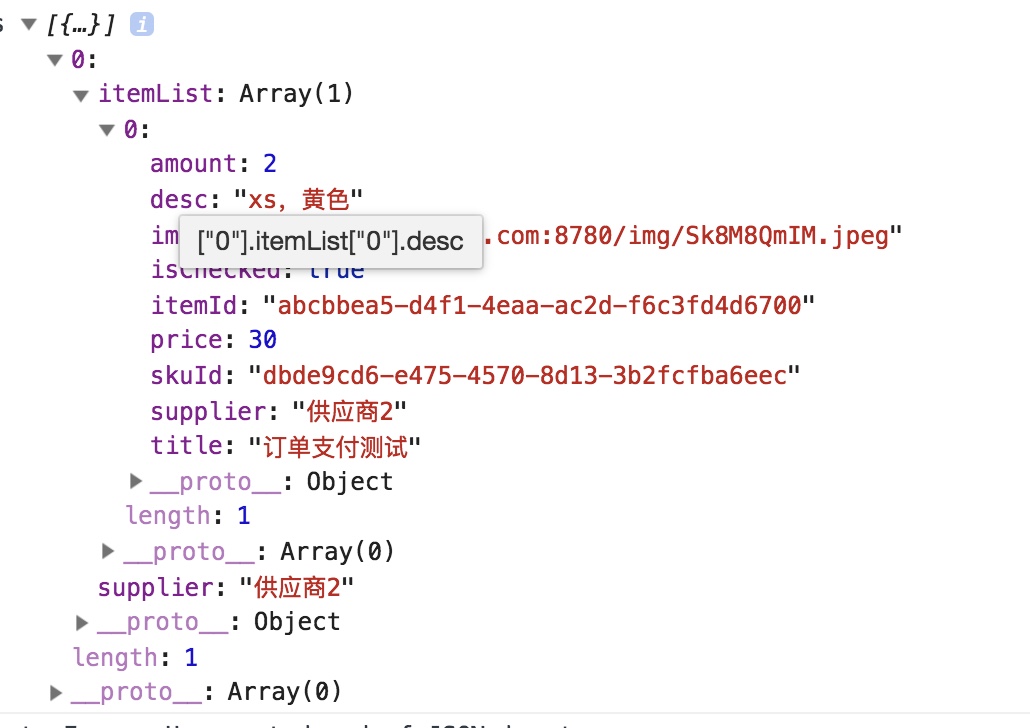 [{…}] i
0:
itemList: Array(1)
0:
amount: 2
desc: "xs，黄色"
im
["0"].itemList["0"].desc
.com:8780/img/Sk8M8QmIM.jpeg"
isChecked: true
itemId: "abcbbea5-d4f1-4eaa-ac2d-f6c3fd4d6700"
price: 30
skuId: "dbde9cd6-e475-4570-8d13-3b2fcfba6eec"
supplier: "供应商2"
title: "订单支付测试"
__proto__: Object
length: 1
__proto__: Array(0)
supplier: "供应商2"
__proto__: Object
length: 1
__proto__: Array(0)